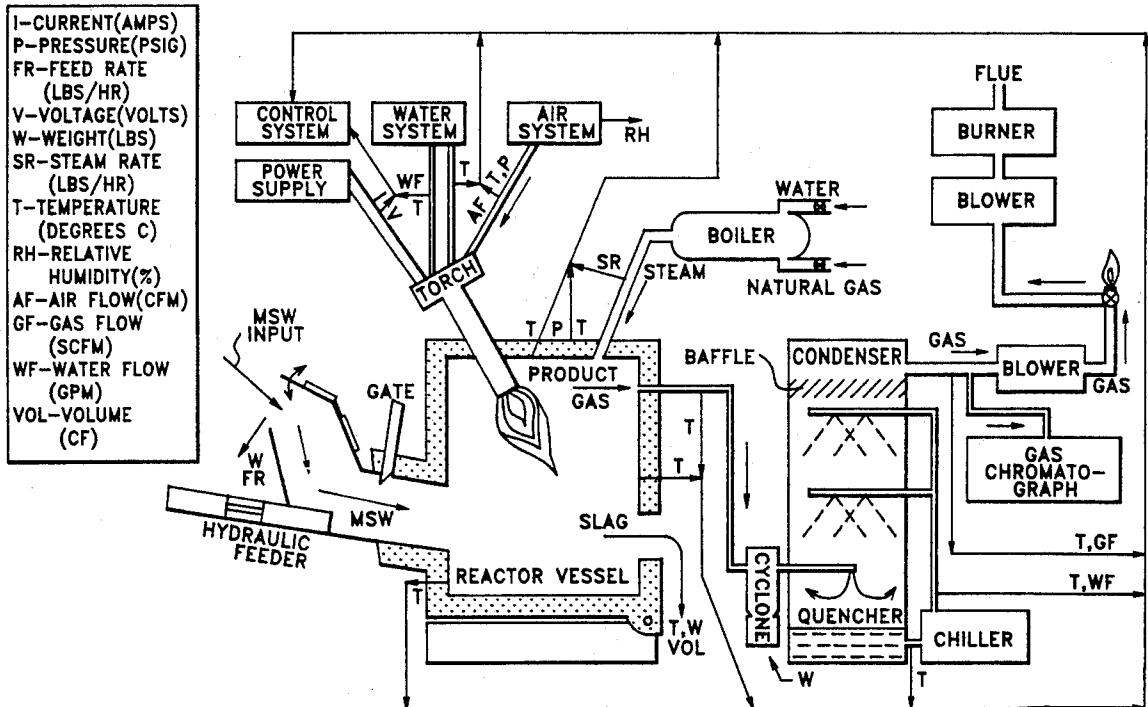 I-CURRENT(AMPS)
P-PRESSURE(PSIG)
FR-FEED RATE
(LBS/HR)
V-VOLTAGE(VOLTS)
W-WEIGHT(LBS)
SR-STEAM RATE
(LBS/HR)
T-TEMPERATURE
(DEGREES C)
RH-RELATIVE
HUMIDITY(%)
AF-AIR FLOW(CFM)
GF-GAS FLOW
(SCFM)
WF-WATER FLOW
(GPM)
VOL-VOLUME
(CF)
CONTROL
SYSTEM
WATER
SYSTEM
AIR
SYSTEM
RH
POWER
SUPPLY
I,V
WF
T
T
AF
T,P
TORCH
WATER
BOILER
NATURAL GAS
SR
STEAM
T
P
T
FLUE
BURNER
BLOWER
MSW
INPUT
GATE
W
FR
MSW
HYDRAULIC
FEEDER
PRODUCT
GAS
T
T
SLAG
REACTOR VESSEL
T
T,W
VOL
CYCLONE
W
BAFFLE
CONDENSER
QUENCHER
GAS
BLOWER
GAS
GAS
CHROMATO-
GRAPH
T,GF
T,WF
CHILLER
T